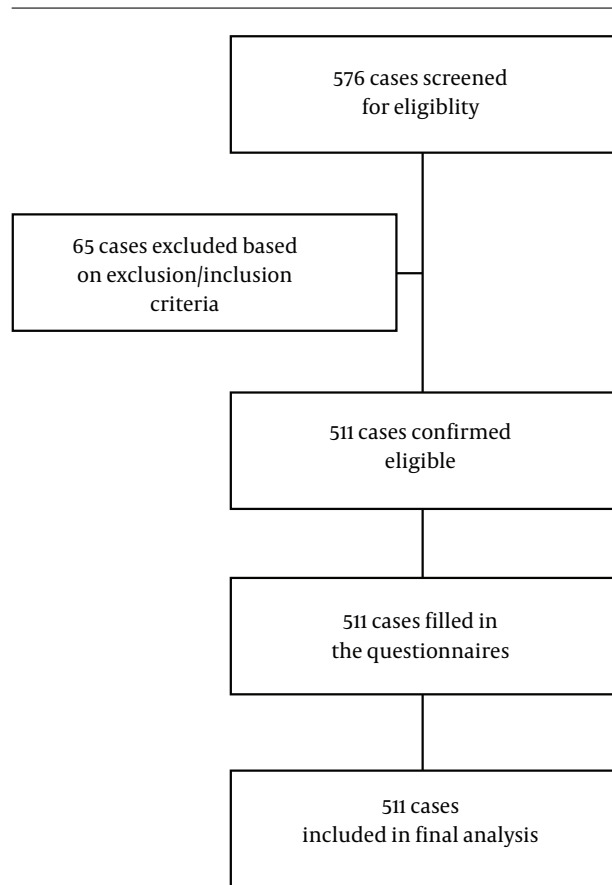 576 cases screened
for eligiblity
65 cases excluded based
on exclusion/inclusion
criteria
511 cases confirmed
eligible
511 cases filled in
the questionnaires
511 cases
included in final analysis